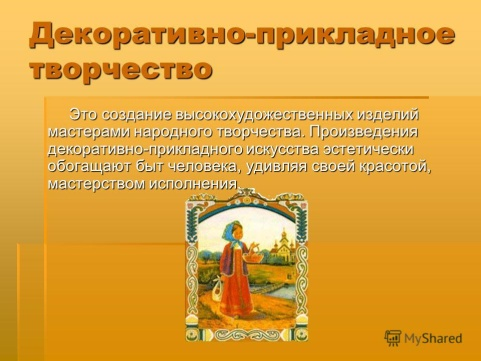 Декоративно-прикладное
творчество
Это создание высокохудожественных изделий
мастерами народного творчества. Произведения
декоративно-прикладного искусства эстетически
обогащают быт человека, удивляя своей красотой,
мастерством исполнения.
MyShared